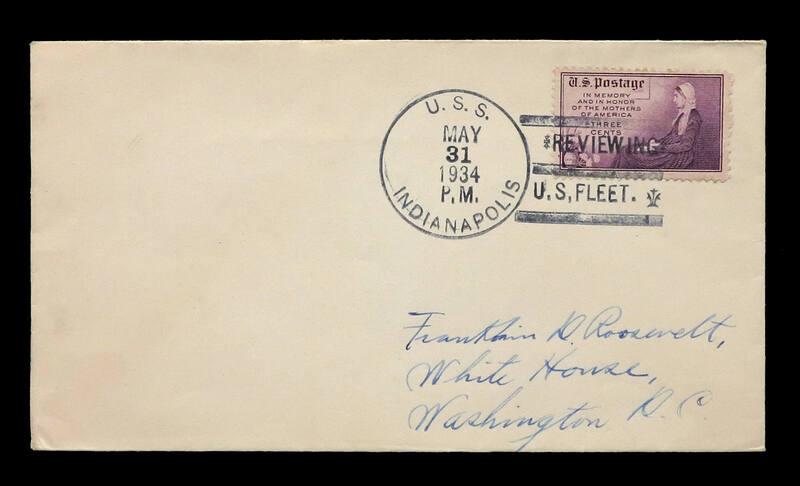 U.S. Postage
IN MEMORY
AND IN HONOR
OF THE MOTHERS
OF AMERICA
THREE
CENTS
U. S. S.
MAY
31
1934
P.M.
INDIANAPOLIS
REVIEWING
U.S, FLEET.
Franklin D. Roosevelt,
White House,
Washington D. C.